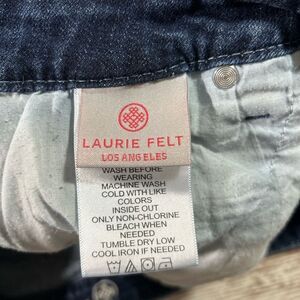 LAURIE FELT
LOS ANGELES
WASH BEFORE
WEARING
MACHINE WASH
COLD WITH LIKE
COLORS
INSIDE OUT
ONLY NON-CHLORINE
BLEACH WHEN
NEEDED
TUMBLE DRY LOW
COOL IRON IF NEEDED